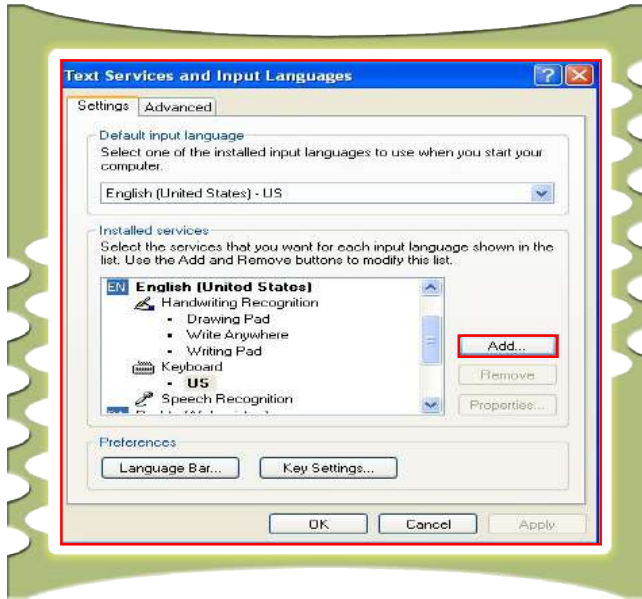 Text Services and Input Languages
Settings
Advanced
Default input language
Select one of the installed input languages to use when you start your
computer.
English (United States) - US
Installed services
Select the services that you want for each input language shown in the
list. Use the Add and Remove buttons to modify this list.
EN English (United States)
Handwriting Recognition
• Drawing Pad
• Write Anywhere
• Writing Pad
Keyboard
• US
Speech Recognition
Add...
Remove
Properties...
Preferences
Language Bar...
Key Settings...
OK
Cancel
Apply